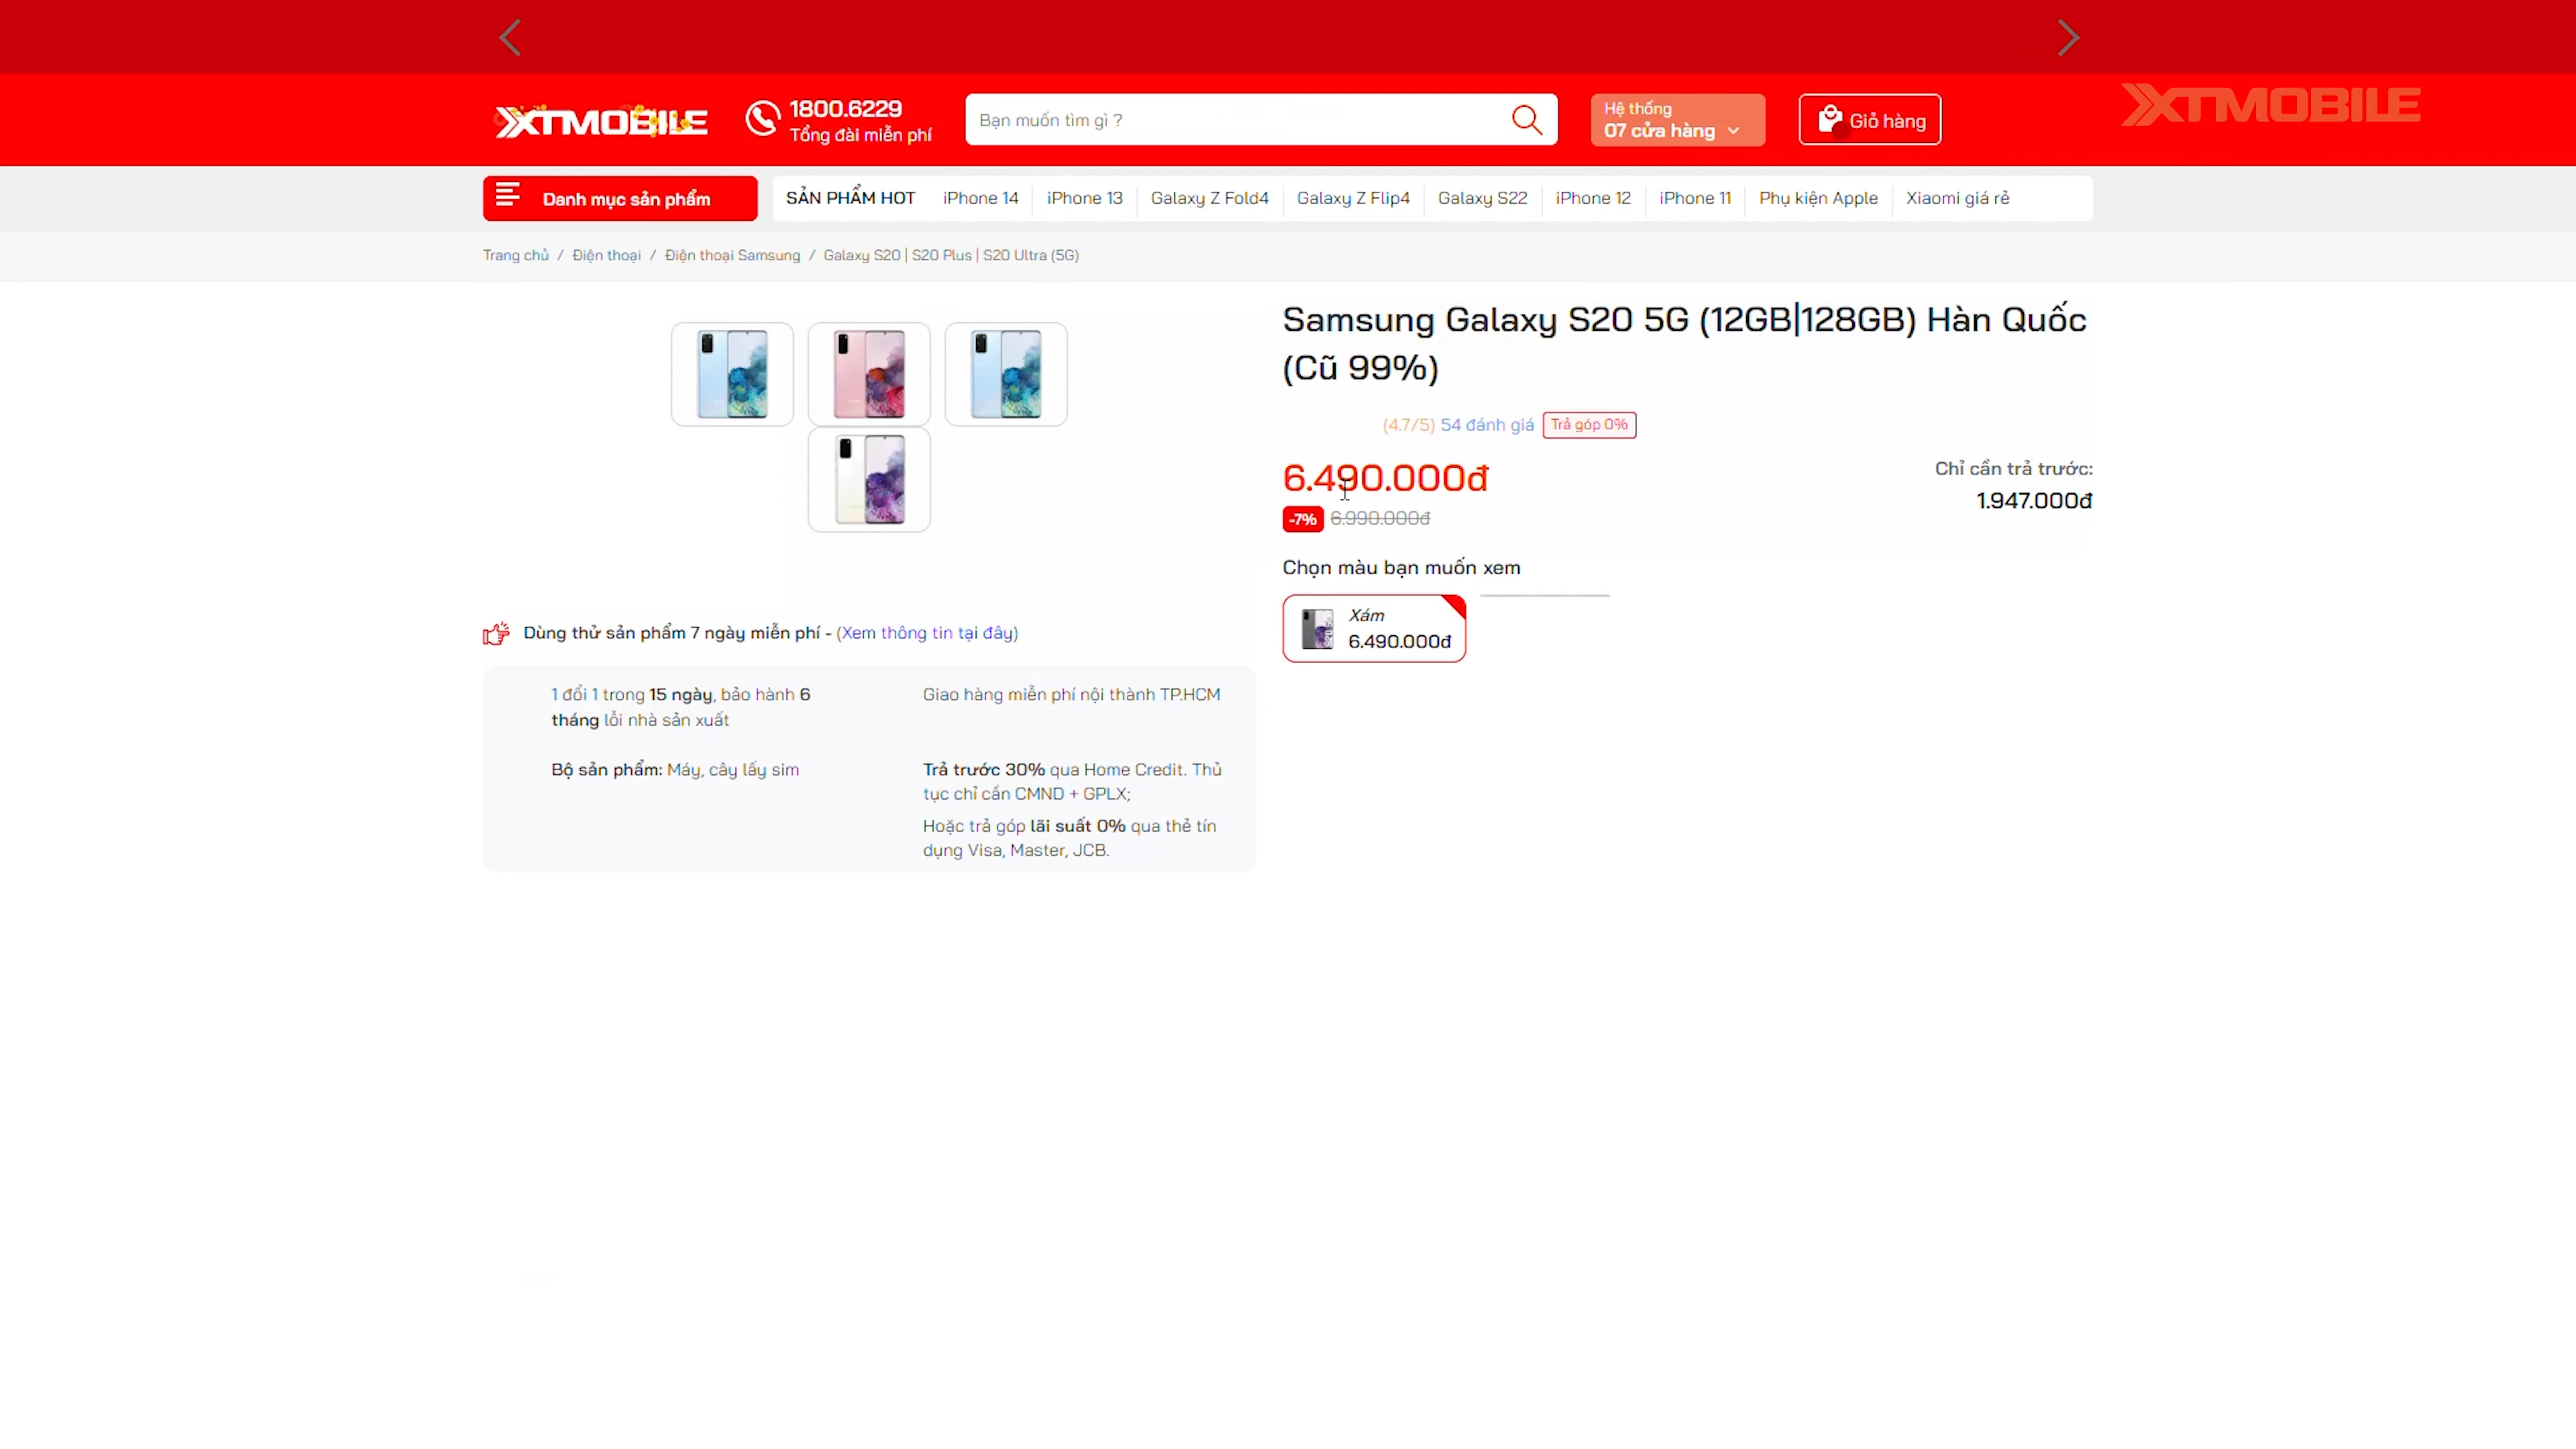 XTMOBILE
1800.6229
Tổng đài miễn phí
Bạn muốn tìm gì ?
Hệ thống
07 cửa hàng
Giỏ hàng
XTMOBILE
Danh mục sản phẩm
SẢN PHẨM HOT iPhone 14 iPhone 13 Galaxy Z Fold4 Galaxy Z Flip4 Galaxy S22 iPhone 12 iPhone 11 Phụ kiện Apple Xiaomi giá rẻ
Trang chủ / Điện thoại / Điện thoại Samsung / Galaxy S20 | S20 Plus | S20 Ultra (5G)
Samsung Galaxy S20 5G (12GB|128GB) Hàn Quốc
(Cũ 99%)
(4.7/5) 54 đánh giá Trả góp 0%
6.490.000đ
-7% 6.990.000đ
Chỉ cần trả trước:
1.947.000đ
Chọn màu bạn muốn xem
Xám
6.490.000đ
Dùng thử sản phẩm 7 ngày miễn phí - (Xem thông tin tại đây)
1 đổi 1 trong 15 ngày, bảo hành 6
tháng lỗi nhà sản xuất
Giao hàng miễn phí nội thành TP.HCM
Bộ sản phẩm: Máy, cây lấy sim
Trả trước 30% qua Home Credit. Thủ
tục chỉ cần CMND + GPLX;
Hoặc trả góp lãi suất 0% qua thẻ tín
dụng Visa, Master, JCB.